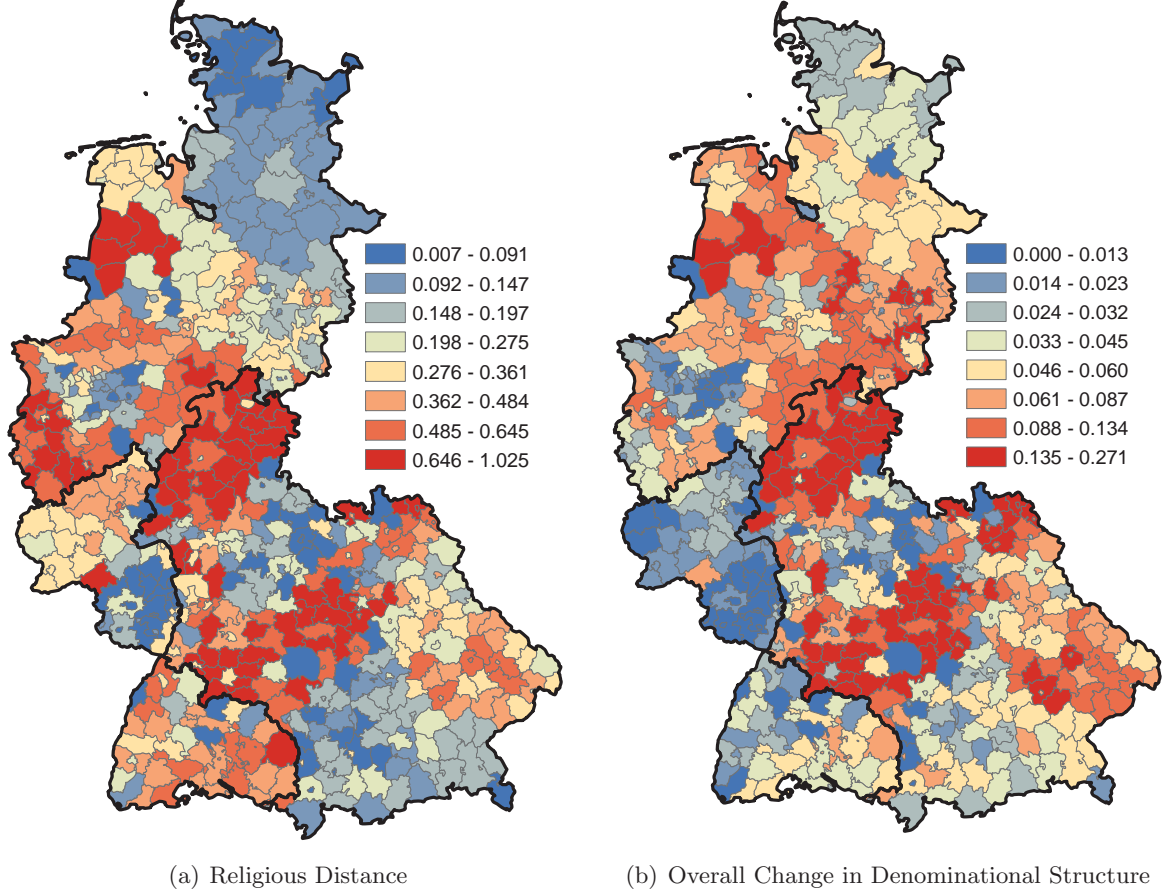 0.007 - 0.091
0.092 - 0.147
0.148 - 0.197
0.198 - 0.275
0.276 - 0.361
0.362 - 0.484
0.485 - 0.645
0.646 - 1.025
0.000 - 0.013
0.014 - 0.023
0.024 - 0.032
0.033 - 0.045
0.046 - 0.060
0.061 - 0.087
0.088 - 0.134
0.135 - 0.271
(a) Religious Distance
(b) Overall Change in Denominational Structure